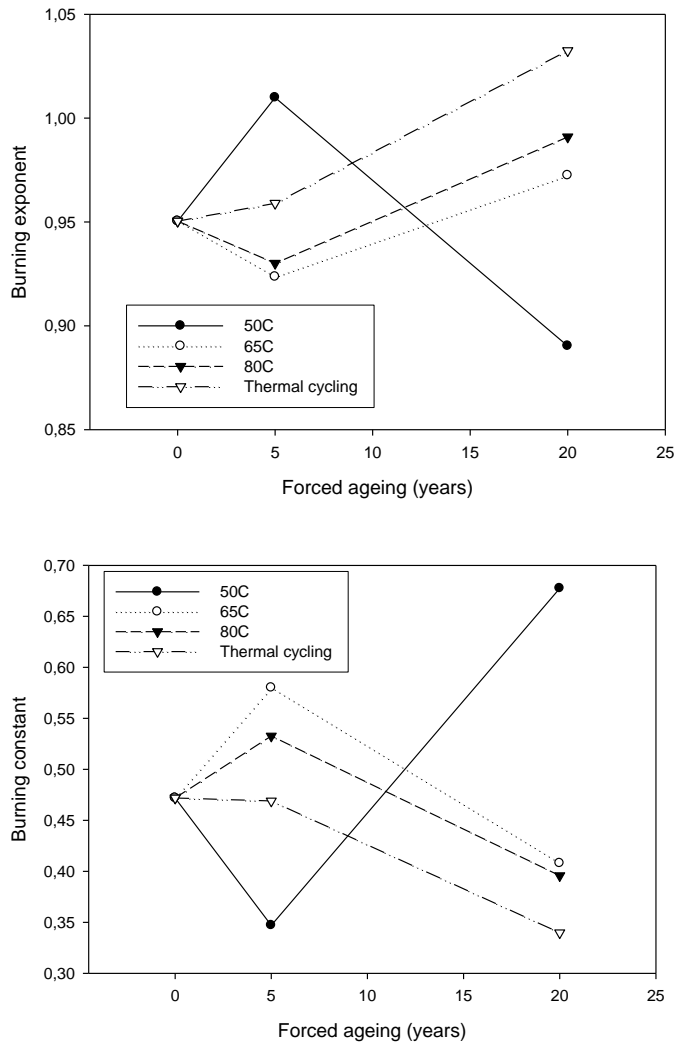 1,05
1,00
0,95
0,90
0,85
Burning exponent
50C
65C
80C
Thermal cycling
0 5 10 15 20 25
Forced ageing (years)
0,70
0,65
0,60
0,55
0,50
0,45
0,40
0,35
0,30
Burning constant
50C
65C
80C
Thermal cycling
0 5 10 15 20 25
Forced ageing (years)